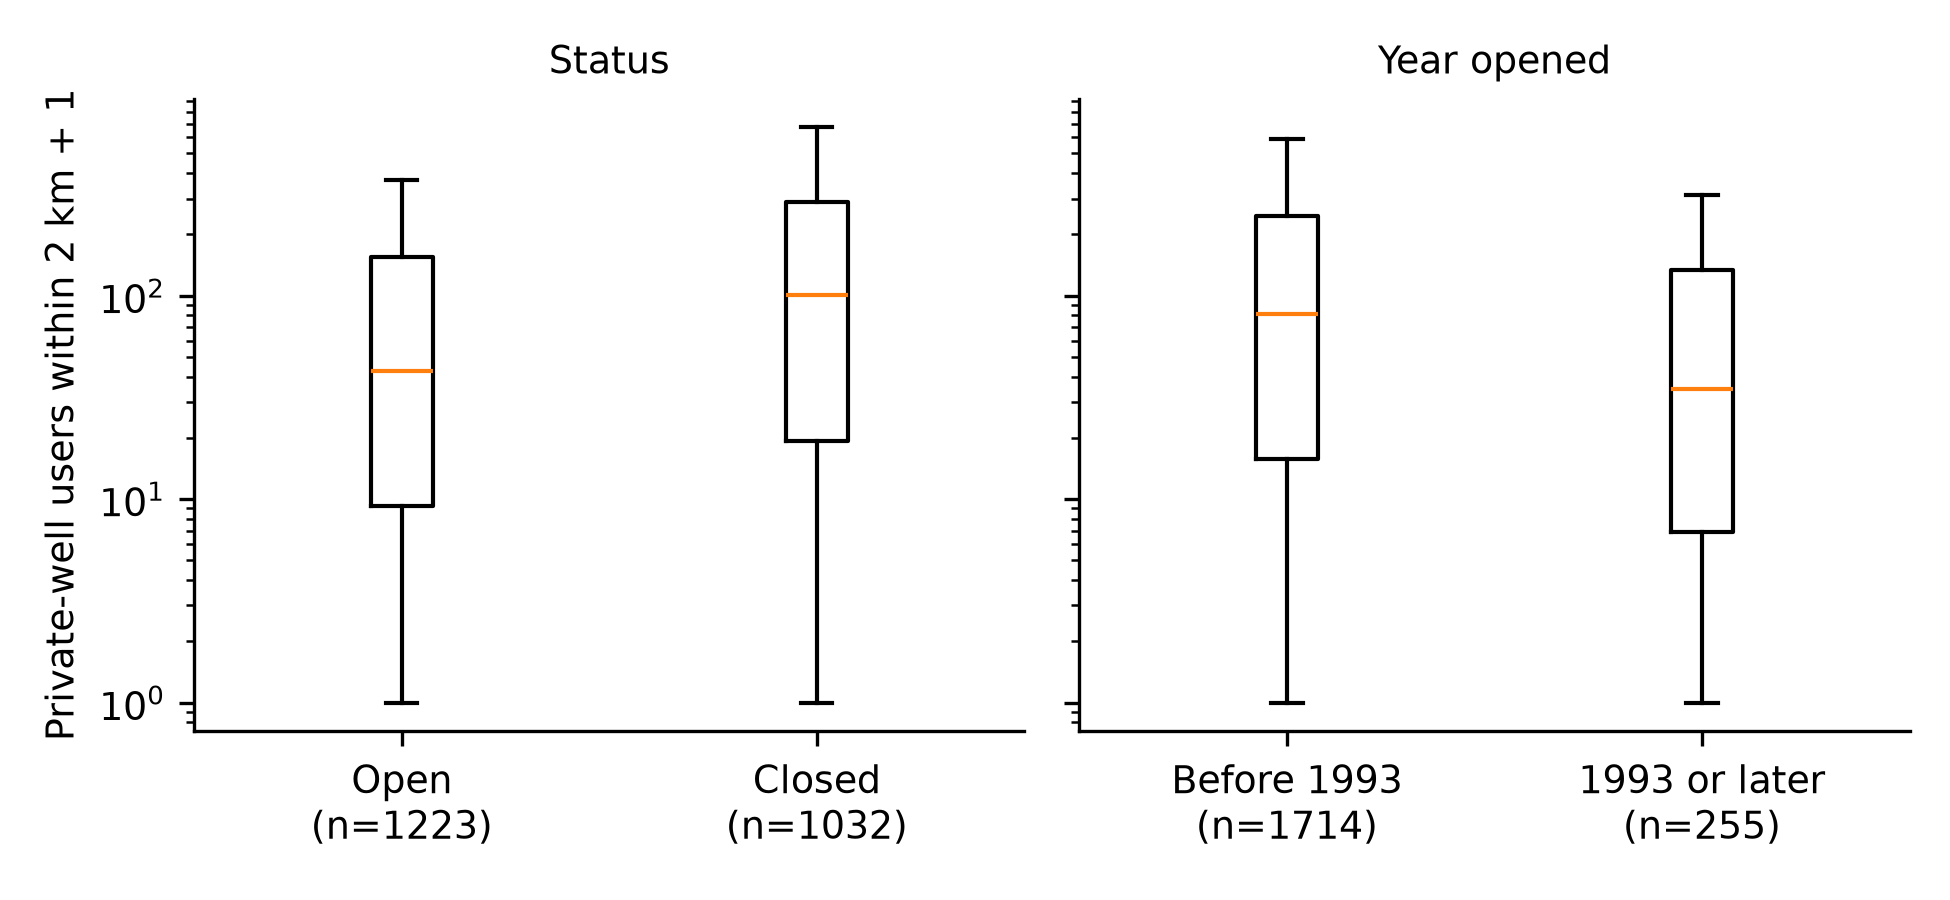 Status
Year opened
Private-well users within 2 km + 1
10²
10¹
10⁰
Open
(n=1223)
Closed
(n=1032)
Before 1993
(n=1714)
1993 or later
(n=255)